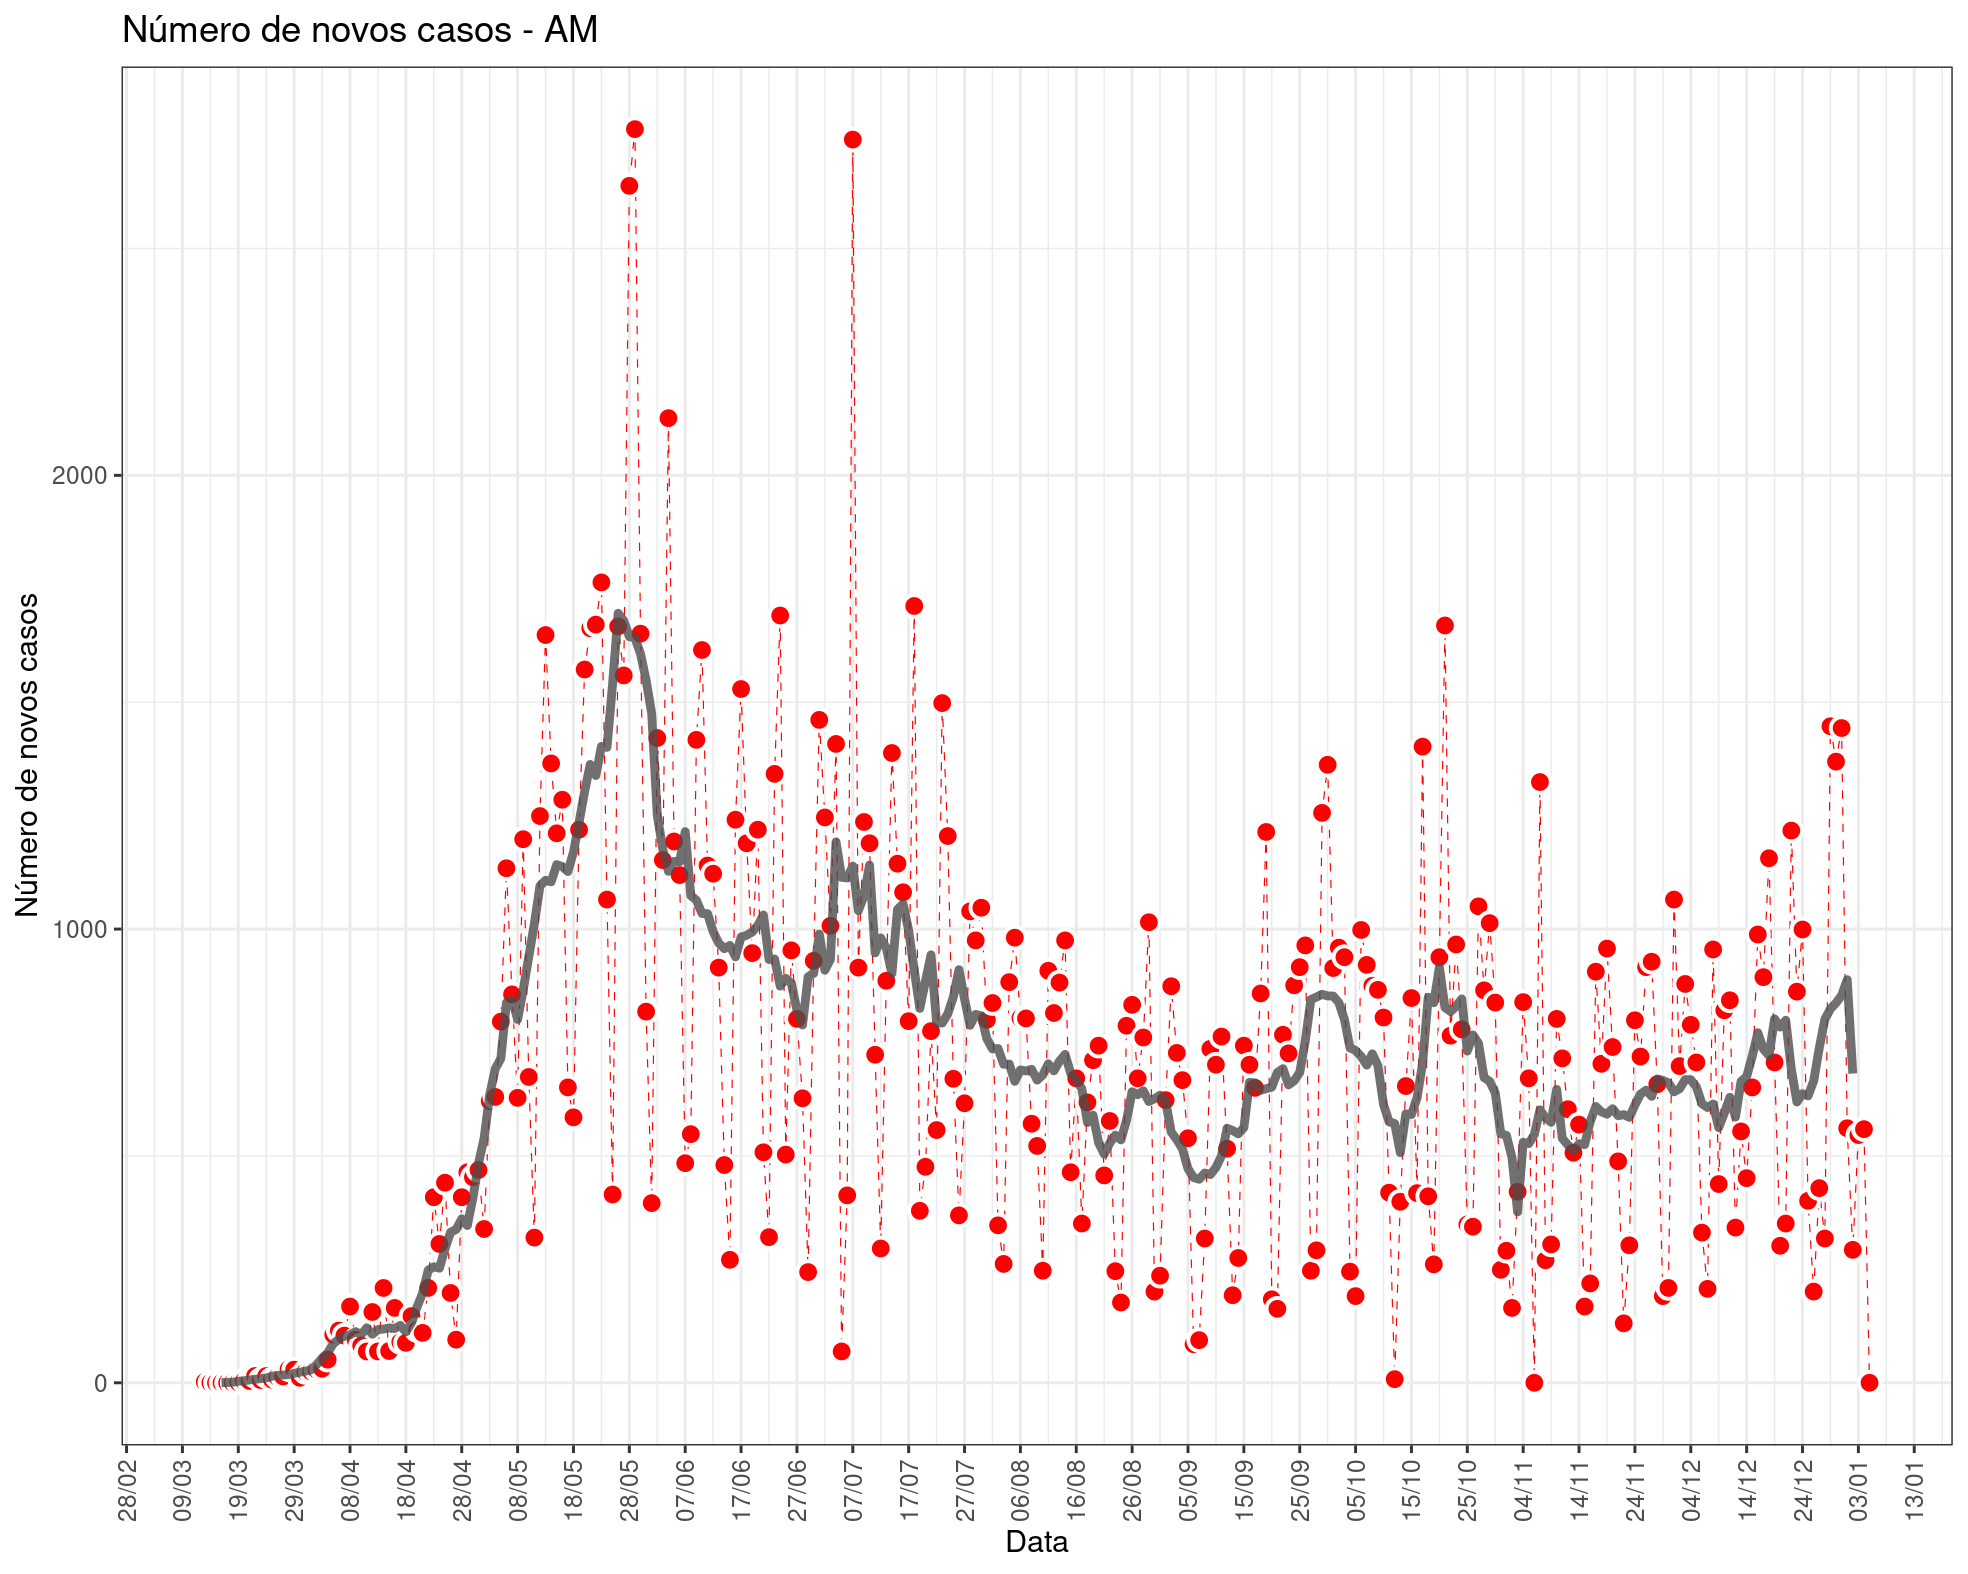 Número de novos casos - AM
Número de novos casos
2000
1000
0
28/02 09/03 19/03 29/03 08/04 18/04 28/04 08/05 18/05 28/05 07/06 17/06 27/06 07/07 17/07 27/07 06/08 16/08 26/08 05/09 15/09 25/09 05/10 15/10 25/10 04/11 14/11 24/11 04/12 14/12 24/12 03/01 13/01
Data